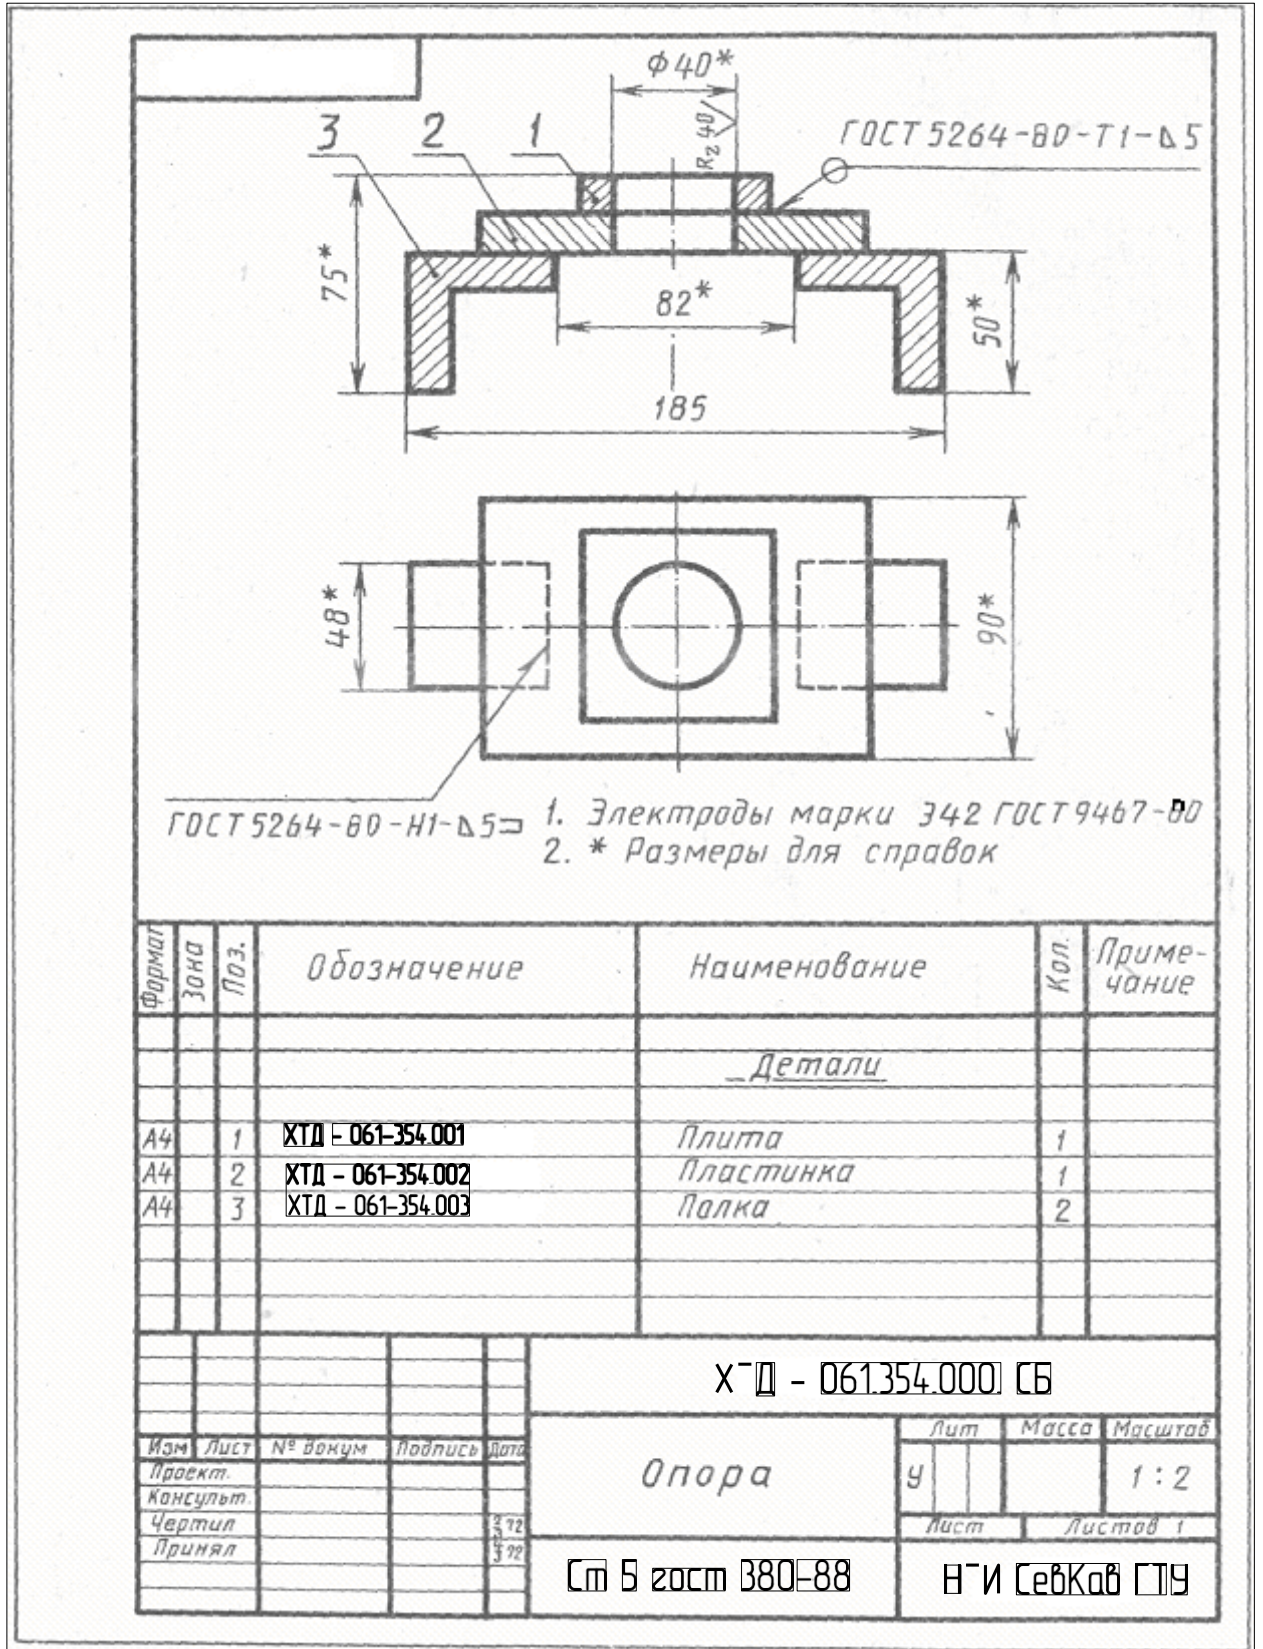 Ф40*
Rz 40
ГОСТ 5264-80-Т1-⊿5
3 2 1
75*
82*
50*
185
48*
90*
ГОСТ 5264-80-Н1-⊿5⊐
1. Электроды марки Э42 ГОСТ 9467-80
2. * Размеры для справок
Формат Зона Поз. Обозначение Наименование Кол. Приме-
чание
Детали
А4 1 ХТД - 061-354.001 Плита 1
А4 2 ХТД - 061-354.002 Пластинка 1
А4 3 ХТД - 061-354.003 Полка 2
Х¯Д - 061.354.000. СБ
Изм Лист № докум Подпись Дата
Проект.
Консульт.
Чертил
Принял
Опора
Лит Масса Масштаб
У 1 : 2
Лист Листов 1
Ст 5 гост 380-88
Н¯И СевКав ГТУ